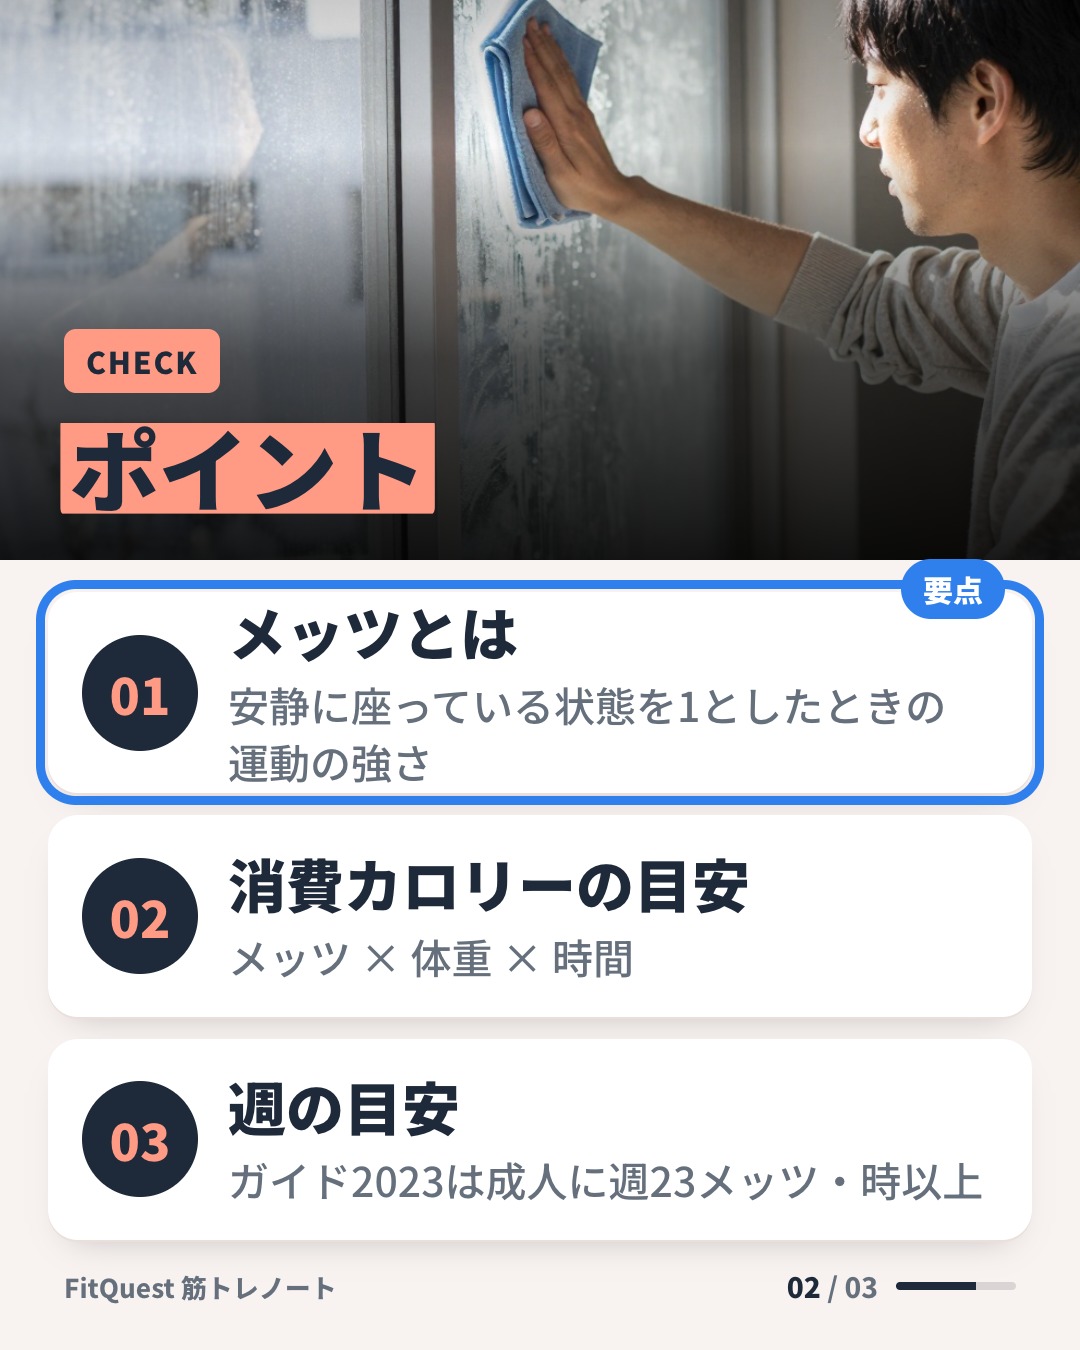 CHECK
ポイント
要点
01
メッツとは
安静に座っている状態を1としたときの
運動の強さ
02
消費カロリーの目安
メッツ × 体重 × 時間
03
週の目安
ガイド2023は成人に週23メッツ・時以上
FitQuest 筋トレノート
02 / 03